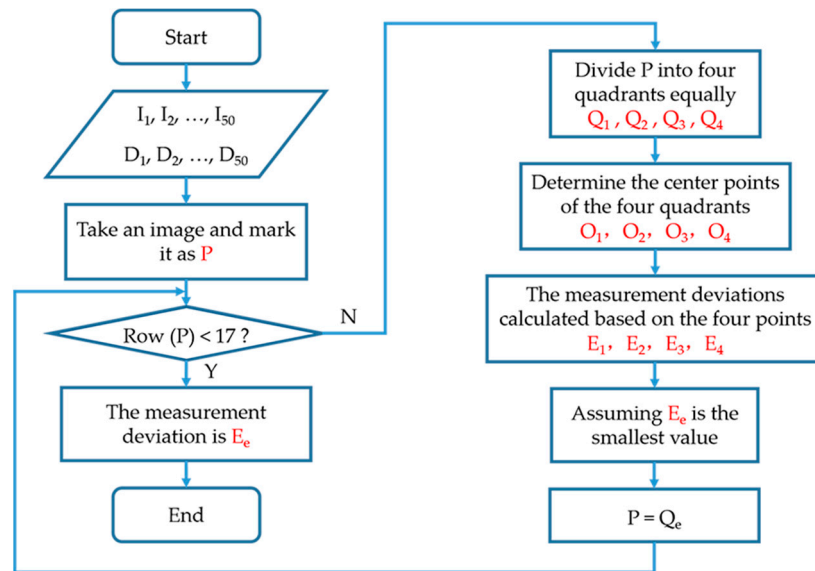 Start
I₁, I₂, …, I₅₀
D₁, D₂, …, D₅₀
Take an image and mark
it as P
Row (P) < 17 ?
N
Y
The measurement
deviation is Eₑ
End
Divide P into four
quadrants equally
Q₁ , Q₂ , Q₃ , Q₄
Determine the center points
of the four quadrants
O₁, O₂, O₃, O₄
The measurement deviations
calculated based on the four points
E₁, E₂, E₃, E₄
Assuming Eₑ is the
smallest value
P = Qₑ